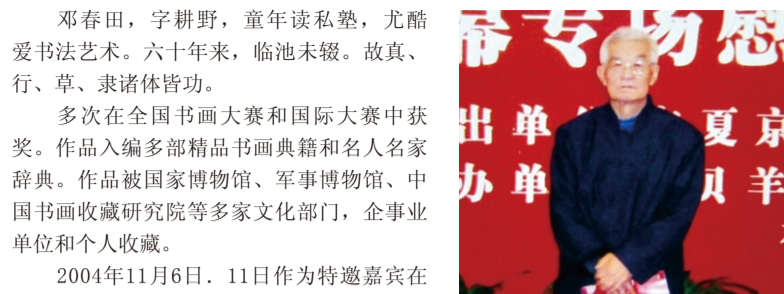 邓春田，字耕野，童年读私塾，尤酷
爱书法艺术。六十年来，临池未辍。故真、
行、草、隶诸体皆功。
多次在全国书画大赛和国际大赛中获
奖。作品入编多部精品书画典籍和名人名家
辞典。作品被国家博物馆、军事博物馆、中
国书画收藏研究院等多家文化部门，企事业
单位和个人收藏。
2004年11月6日．11日作为特邀嘉宾在
幕专场慰
出单 夏京
办单 羊